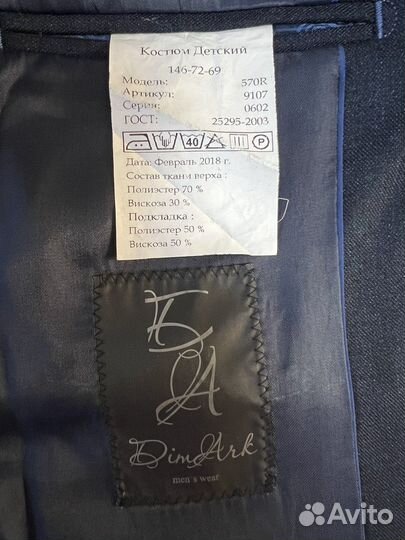 Костюм Детский
146-72-69
Модель: 570R
Артикул: 9107
Серия: 0602
ГОСТ: 25295-2003
40 P
Дата: Февраль 2018 г.
Состав ткани верха :
Полиэстер 70 %
Вискоза 30 %
Подкладка :
Полиэстер 50 %
Вискоза 50 %
DimArk
men's wear
Avito